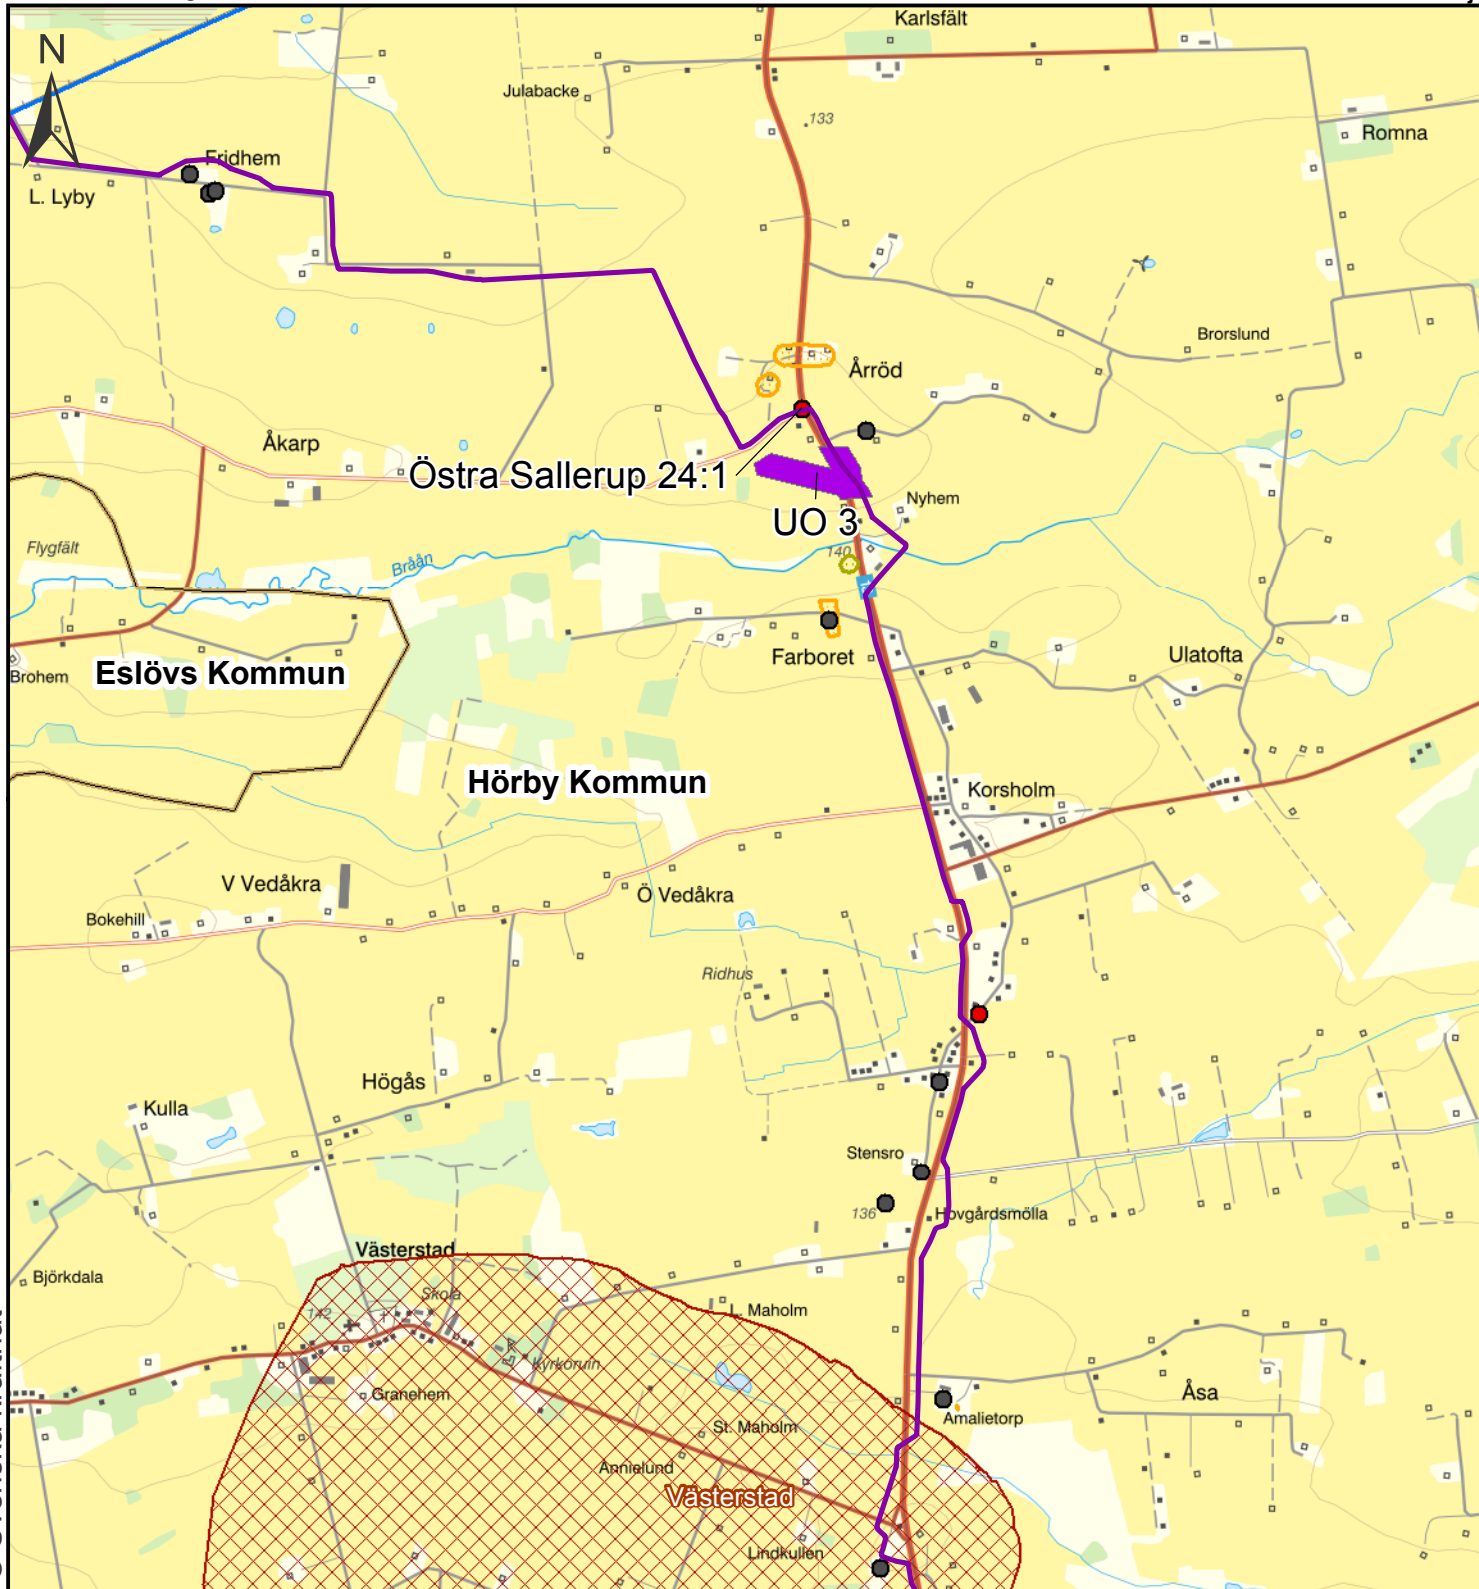 Karlsfält
N
Julabacke
133
Romna
Fridhem
L. Lyby
Brorslund
Årröd
Åkarp
Östra Sallerup 24:1
Nyhem
UO 3
Flygfält
Bråån
140
Brohem
Eslövs Kommun
Farboret
Ulatofta
Hörby Kommun
Korsholm
V Vedåkra
Ö Vedåkra
Bokehill
Ridhus
Högås
Kulla
Stensro
136
Hovgårdsmölla
Västerstad
Björkdala
Skola
142
L. Maholm
Kyrkoruin
Granehem
Åsa
Amalietorp
St. Maholm
Annielund
Västerstad
Lindkullen